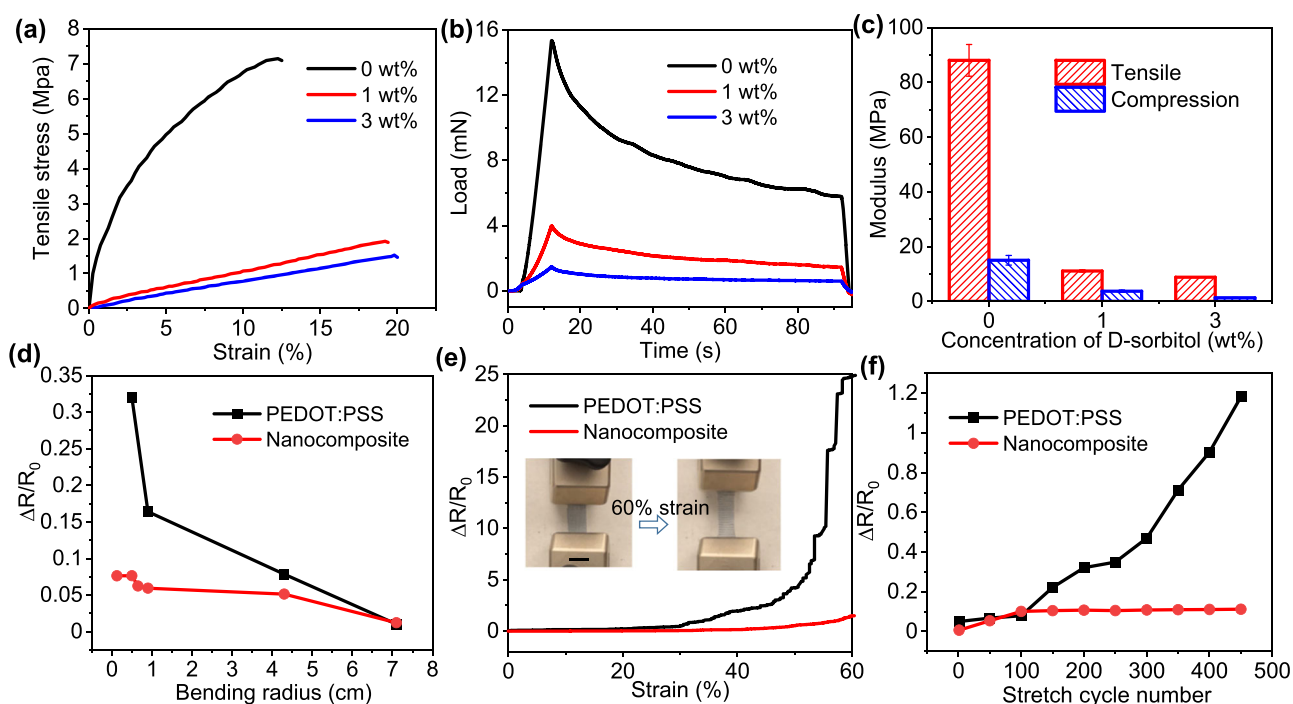 (a)
Tensile stress (Mpa)
8
7
6
5
4
3
2
1
0
0 wt%
1 wt%
3 wt%
0 5 10 15 20
Strain (%)
(b)
Load (mN)
16
12
8
4
0
0 wt%
1 wt%
3 wt%
0 20 40 60 80
Time (s)
(c)
Modulus (MPa)
100
80
60
40
20
0
Tensile
Compression
0 1 3
Concentration of D-sorbitol (wt%)
(d)
ΔR/R0
0.35
0.3
0.25
0.2
0.15
0.1
0.05
0
PEDOT:PSS
Nanocomposite
0 1 2 3 4 5 6 7 8
Bending radius (cm)
(e)
ΔR/R0
25
20
15
10
5
0
PEDOT:PSS
Nanocomposite
60% strain
0 20 40 60
Strain (%)
(f)
ΔR/R0
1.2
1.0
0.8
0.6
0.4
0.2
0.0
PEDOT:PSS
Nanocomposite
0 100 200 300 400 500
Stretch cycle number